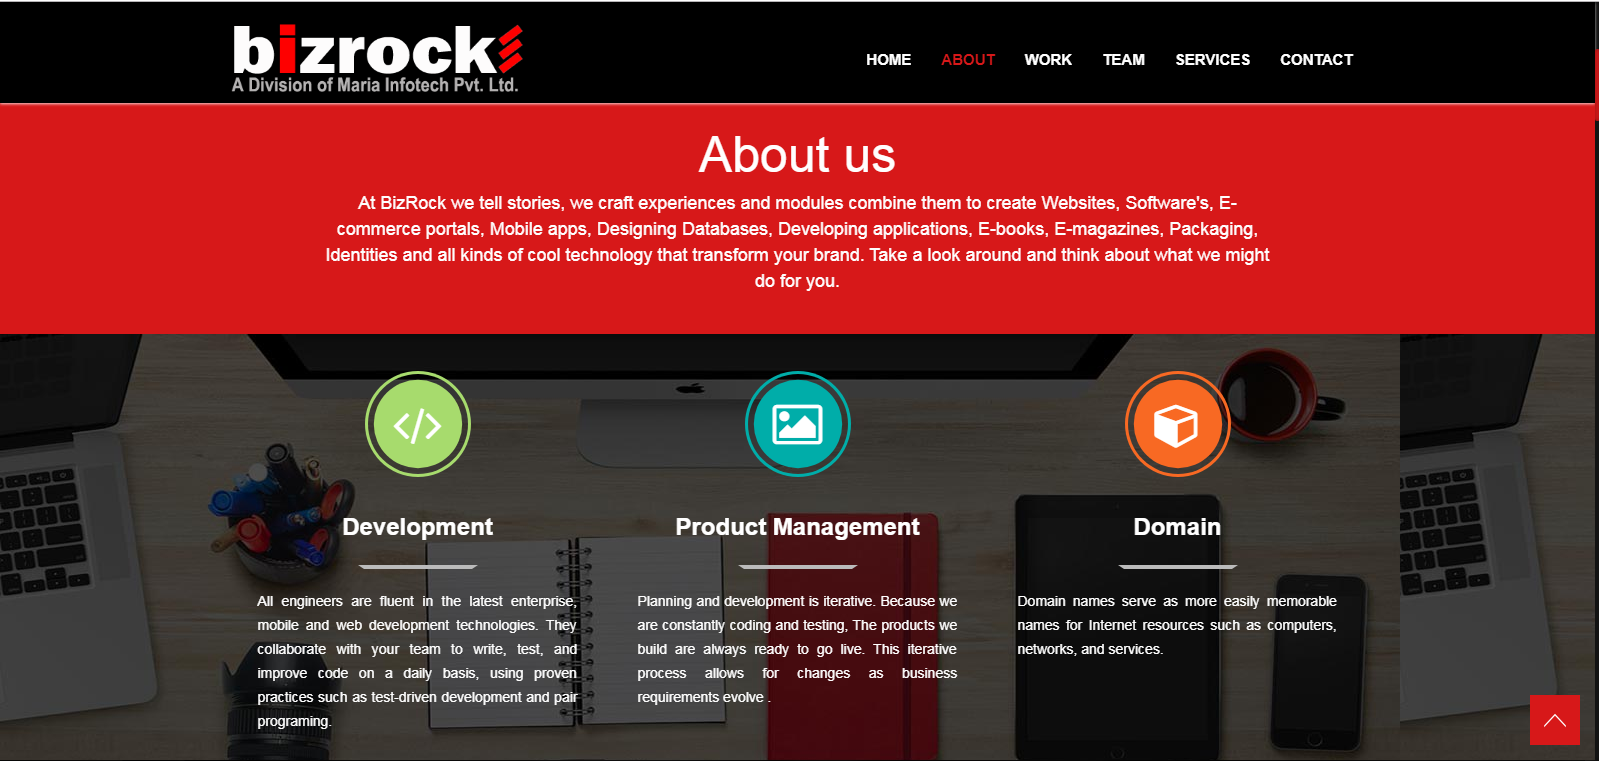 bizrock
A Division of Maria Infotech Pvt. Ltd.
HOME ABOUT WORK TEAM SERVICES CONTACT
About us
At BizRock we tell stories, we craft experiences and modules combine them to create Websites, Software's, E-
commerce portals, Mobile apps, Designing Databases, Developing applications, E-books, E-magazines, Packaging,
Identities and all kinds of cool technology that transform your brand. Take a look around and think about what we might
do for you.
Development
All engineers are fluent in the latest enterprise,
mobile and web development technologies. They
collaborate with your team to write, test, and
improve code on a daily basis, using proven
practices such as test-driven development and pair
programing.
Product Management
Planning and development is iterative. Because we
are constantly coding and testing, The products we
build are always ready to go live. This iterative
process allows for changes as business
requirements evolve .
Domain
Domain names serve as more easily memorable
names for Internet resources such as computers,
networks, and services.